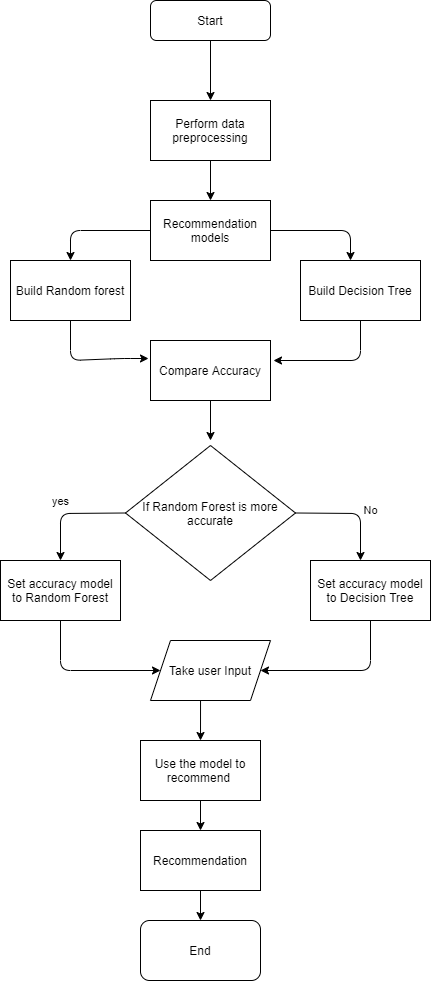 Start
Perform data
preprocessing
Recommendation
models
Build Random forest
Build Decision Tree
Compare Accuracy
If Random Forest is more
accurate
yes
No
Set accuracy model
to Random Forest
Set accuracy model
to Decision Tree
Take user Input
Use the model to
recommend
Recommendation
End